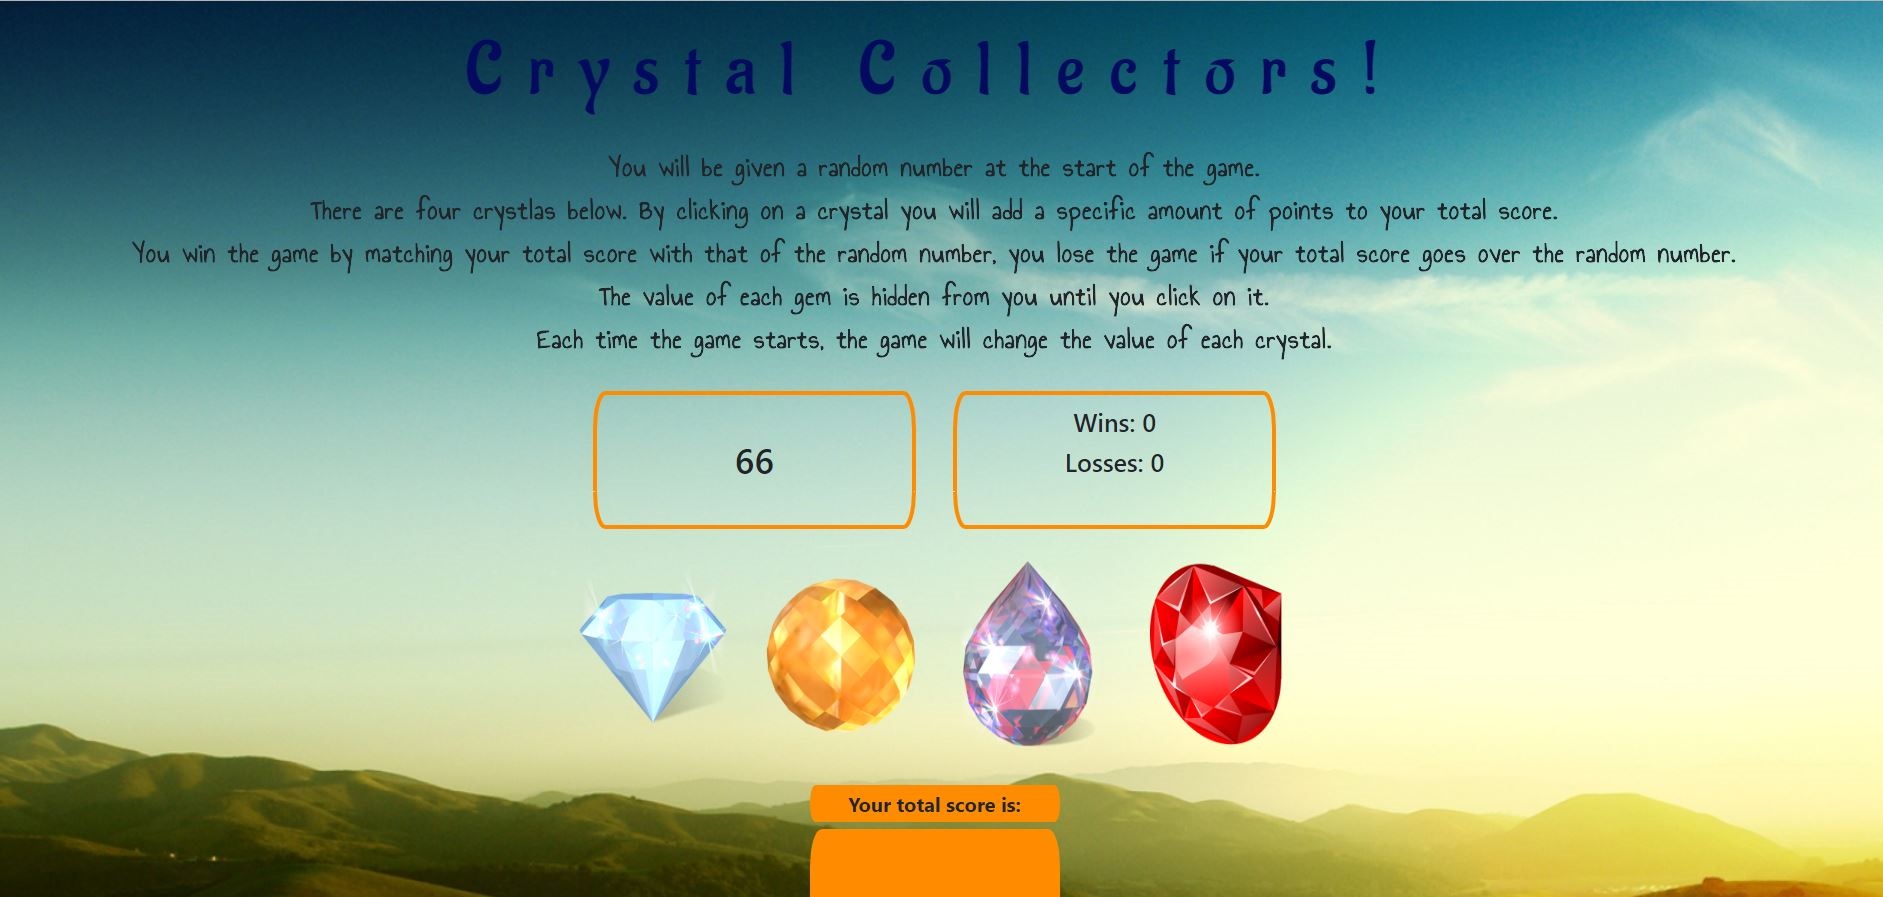 Crystal Collectors!
You will be given a random number at the start of the game.
There are four crystlas below. By clicking on a crystal you will add a specific amount of points to your total score.
You win the game by matching your total score with that of the random number, you lose the game if your total score goes over the random number.
The value of each gem is hidden from you until you click on it.
Each time the game starts, the game will change the value of each crystal.
66
Wins: 0
Losses: 0
Your total score is: